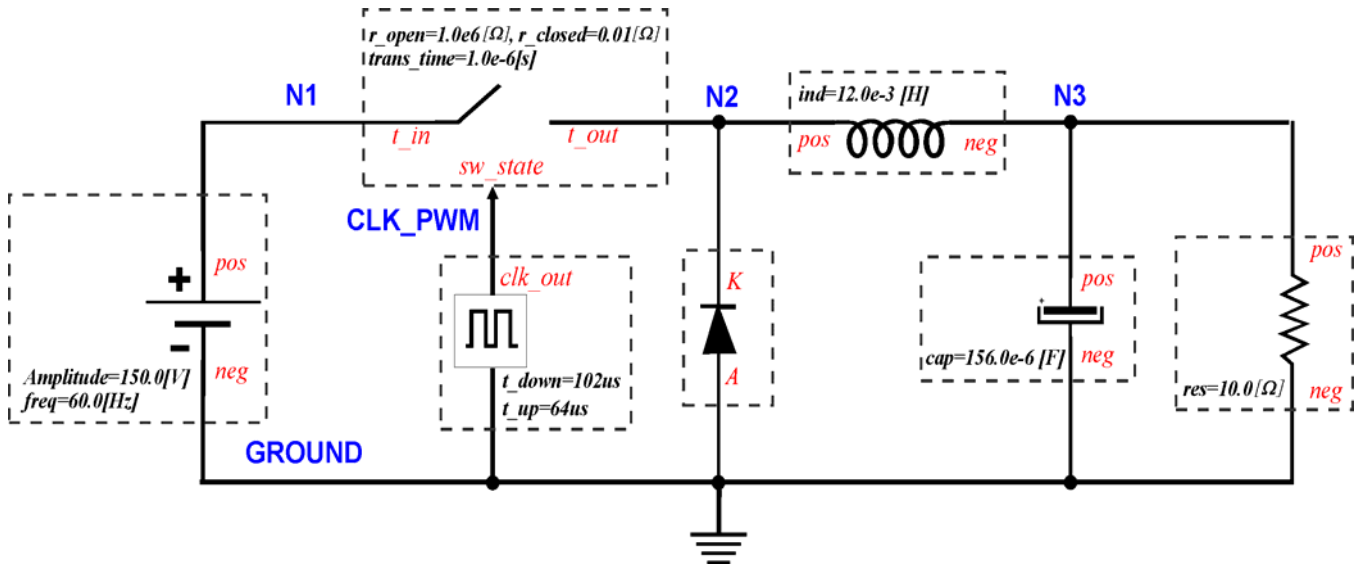 r_open=1.0e6[Ω], r_closed=0.01[Ω]
trans_time=1.0e-6[s]
N1
t_in
t_out
sw_state
CLK_PWM
N2
ind=12.0e-3 [H]
pos
neg
N3
+
pos
-
neg
Amplitude=150.0[V]
freq=60.0[Hz]
clk_out
t_down=102us
t_up=64us
K
A
+
pos
neg
cap=156.0e-6 [F]
pos
res=10.0[Ω]
neg
GROUND